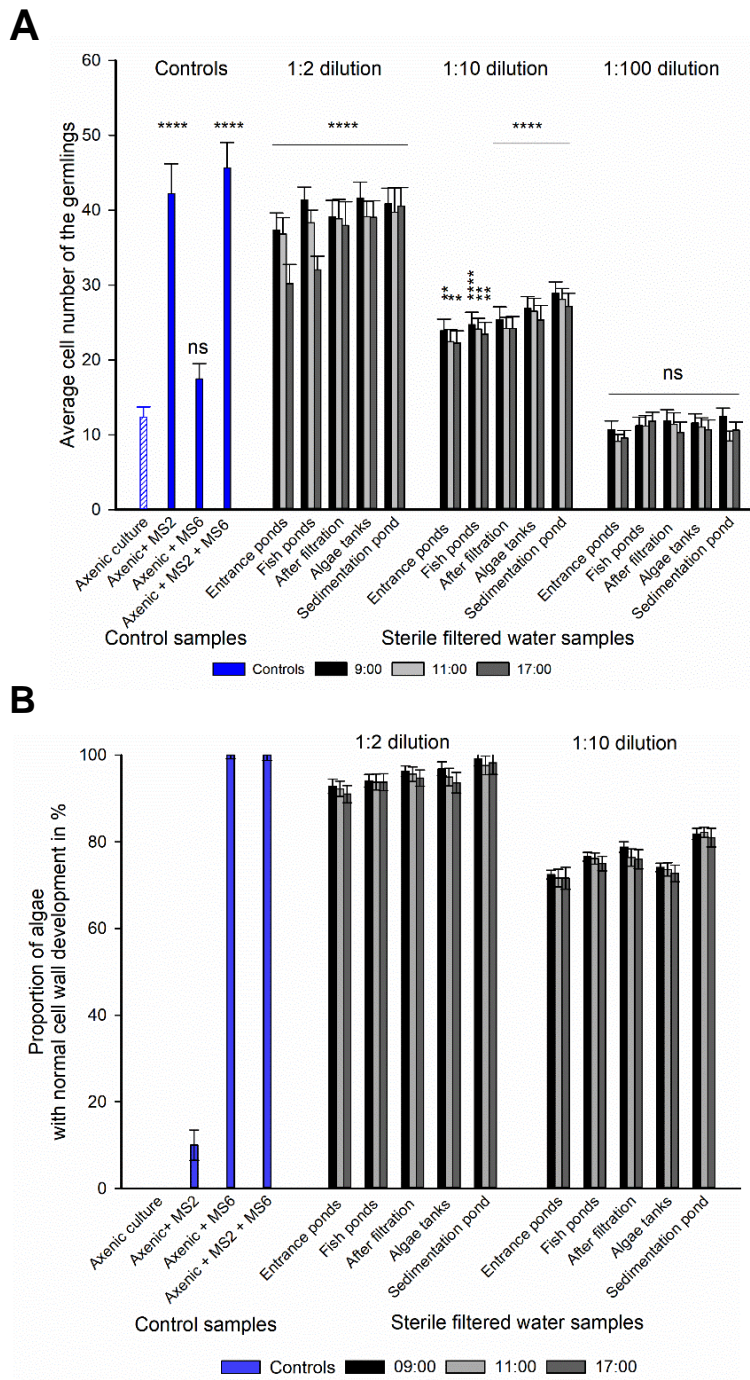 A
Controls 1:2 dilution 1:10 dilution 1:100 dilution
Average cell number of the germlings
60
50
40
30
20
10
0
**** **** **** ****
ns
** ** **** ** **
ns
Axenic culture
Axenic+ MS2
Axenic + MS6
Axenic + MS2 + MS6
Entrance ponds
Fish ponds
After filtration
Algae tanks
Sedimentation pond
Entrance ponds
Fish ponds
After filtration
Algae tanks
Sedimentation pond
Entrance ponds
Fish ponds
After filtration
Algae tanks
Sedimentation pond
Control samples Sterile filtered water samples
Controls 9:00 11:00 17:00
B
1:2 dilution 1:10 dilution
Proportion of algae
with normal cell wall development in %
100
80
60
40
20
0
Axenic culture
Axenic+ MS2
Axenic + MS6
Axenic + MS2 + MS6
Entrance ponds
Fish ponds
After filtration
Algae tanks
Sedimentation pond
Entrance ponds
Fish ponds
After filtration
Algae tanks
Sedimentation pond
Control samples Sterile filtered water samples
Controls 09:00 11:00 17:00